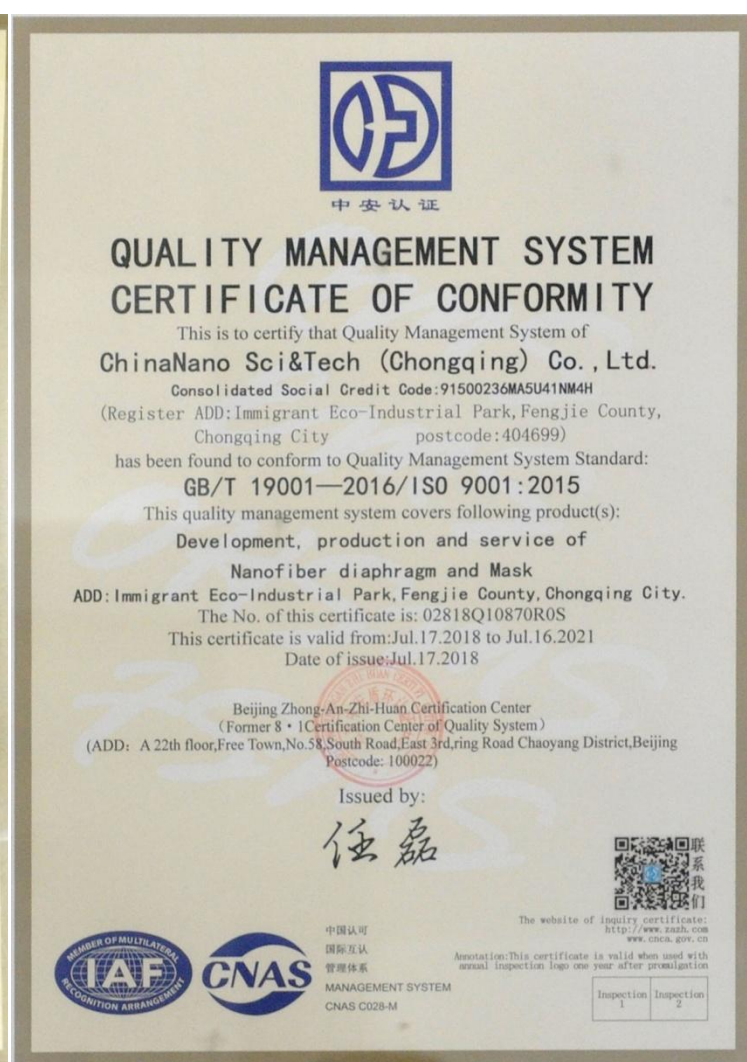 中安认证
QUALITY MANAGEMENT SYSTEM
CERTIFICATE OF CONFORMITY
This is to certify that Quality Management System of
ChinaNano Sci&Tech (Chongqing) Co.,Ltd.
Consolidated Social Credit Code:91500236MA5U41NM4H
(Register ADD:Immigrant Eco-Industrial Park,Fengjie County,
Chongqing City postcode:404699)
has been found to conform to Quality Management System Standard:
GB/T 19001—2016/ISO 9001:2015
This quality management system covers following product(s):
Development, production and service of
Nanofiber diaphragm and Mask
ADD:Immigrant Eco-Industrial Park,Fengjie County,Chongqing City.
The No. of this certificate is: 02818Q10870R0S
This certificate is valid from:Jul.17.2018 to Jul.16.2021
Date of issue:Jul.17.2018
Beijing Zhong-An-Zhi-Huan Certification Center
(Former 8·1Certification Center of Quality System)
(ADD: A 22th floor,Free Town,No.58,South Road,East 3rd,ring Road Chaoyang District,Beijing
Postcode: 100022)
Issued by:
任磊
联系我们
The website of inquiry certificate:
http://www.zazh.com
www.cnca.gov.cn
Annotation:This certificate is valid when used with
annual inspection logo one year after promulgation
Inspection 1
Inspection 2
MEMBER OF MULTILATERAL
IAF
RECOGNITION ARRANGEMENT
CNAS
中国认可
国际互认
管理体系
MANAGEMENT SYSTEM
CNAS C028-M